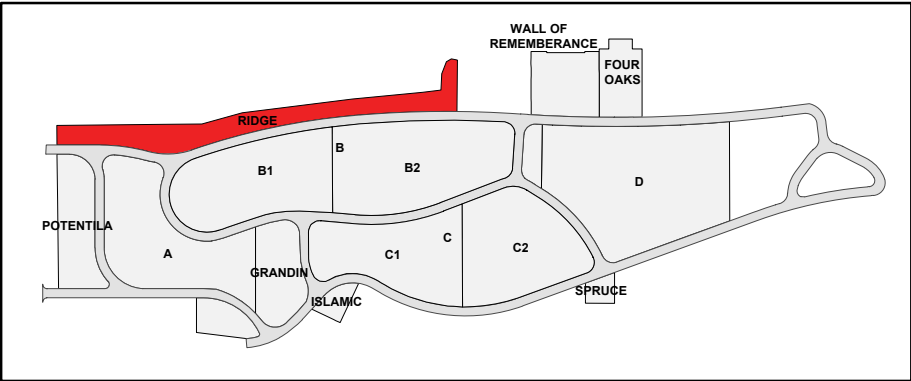 WALL OF
REMEMBERANCE
FOUR
OAKS
RIDGE
B
B1
B2
D
POTENTILA
A
C
C1
C2
GRANDIN
ISLAMIC
SPRUCE